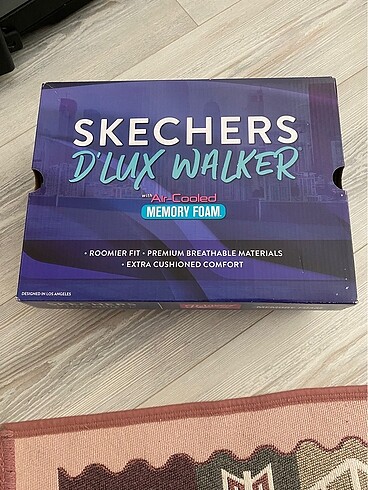 SKECHERS
D'LUX WALKER
with Air-Cooled
MEMORY FOAM
• ROOMIER FIT • PREMIUM BREATHABLE MATERIALS
• EXTRA CUSHIONED COMFORT
DESIGNED IN LOS ANGELES
SKECHERS